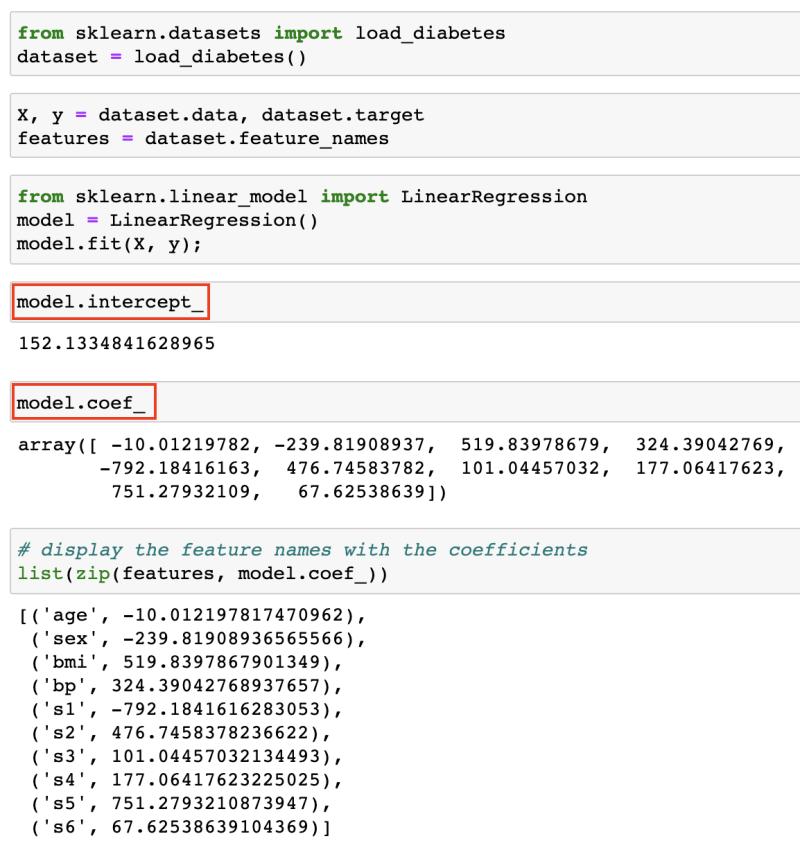 from sklearn.datasets import load_diabetes
dataset = load_diabetes()
X, y = dataset.data, dataset.target
features = dataset.feature_names
from sklearn.linear_model import LinearRegression
model = LinearRegression()
model.fit(X, y);
model.intercept_
152.1334841628965
model.coef_
array([ -10.01219782, -239.81908937,  519.83978679,  324.39042769,
       -792.18416163,  476.74583782,  101.04457032,  177.06417623,
        751.27932109,   67.62538639])
# display the feature names with the coefficients
list(zip(features, model.coef_))
[('age', -10.012197817470962),
 ('sex', -239.81908936565566),
 ('bmi', 519.8397867901349),
 ('bp', 324.39042768937657),
 ('s1', -792.1841616283053),
 ('s2', 476.7458378236622),
 ('s3', 101.04457032134493),
 ('s4', 177.06417623225025),
 ('s5', 751.2793210873947),
 ('s6', 67.62538639104369)]